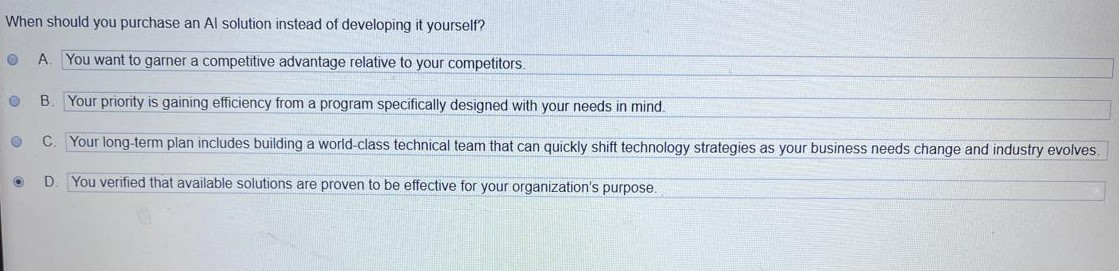 When should you purchase an AI solution instead of developing it yourself?
A. You want to garner a competitive advantage relative to your competitors.
B. Your priority is gaining efficiency from a program specifically designed with your needs in mind.
C. Your long-term plan includes building a world-class technical team that can quickly shift technology strategies as your business needs change and industry evolves.
D. You verified that available solutions are proven to be effective for your organization's purpose.